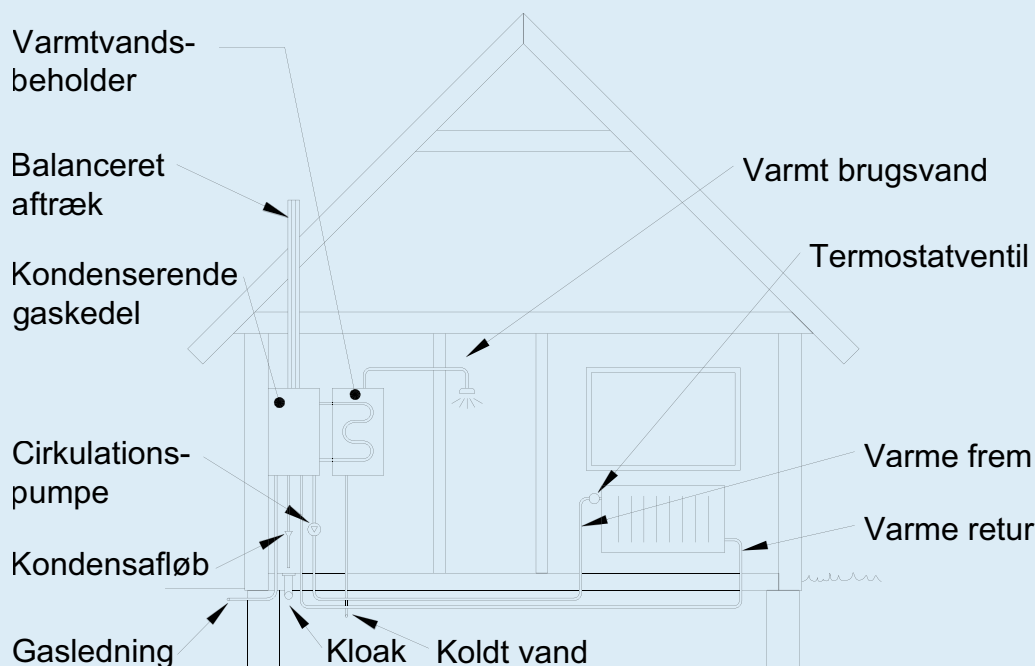 Varmtvands-
beholder
Balanceret
aftræk
Varmt brugsvand
Termostatventil
Kondenserende
gaskedel
Cirkulations-
pumpe
Varme frem
Varme retur
Kondensafløb
Gasledning
Kloak
Koldt vand